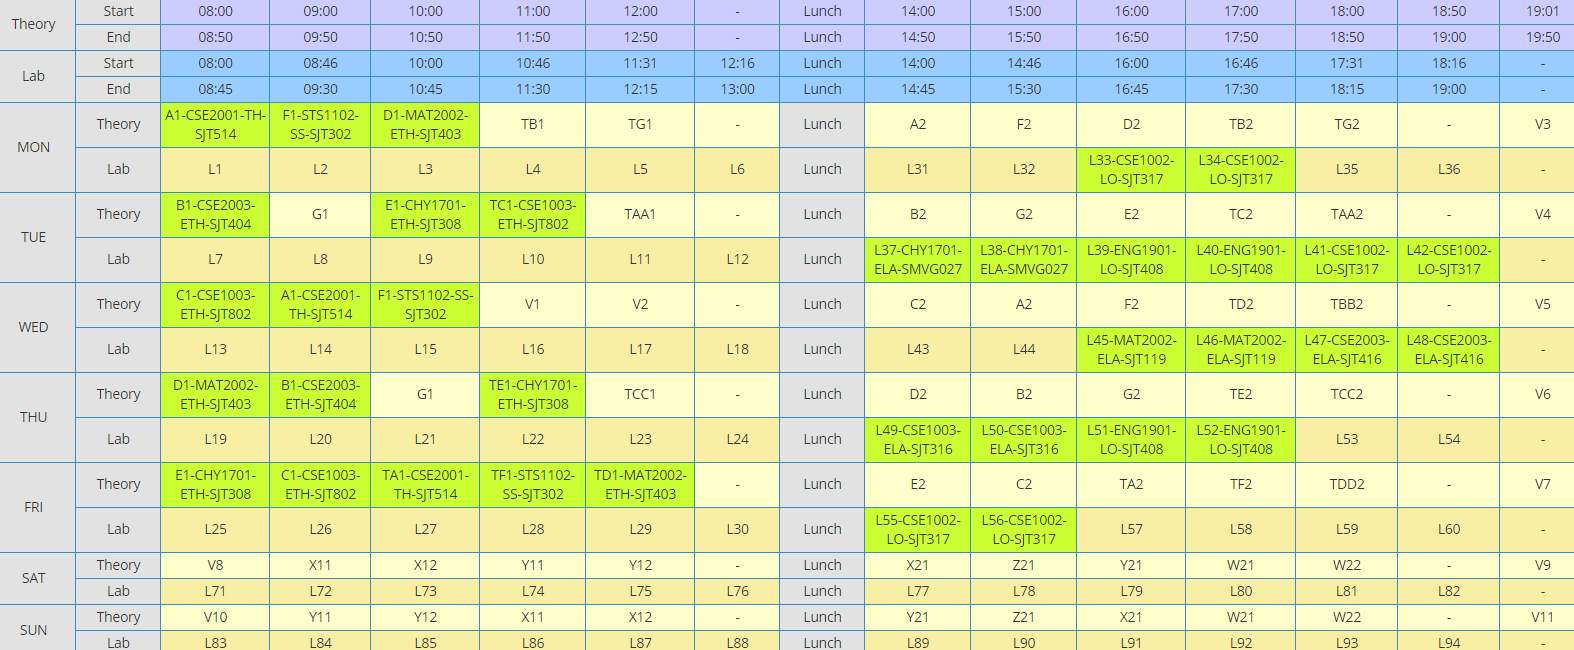 Theory Start 08:00 09:00 10:00 11:00 12:00 - Lunch 14:00 15:00 16:00 17:00 18:00 18:50 19:01
End 08:50 09:50 10:50 11:50 12:50 - Lunch 14:50 15:50 16:50 17:50 18:50 19:00 19:50
Lab Start 08:00 08:46 10:00 10:46 11:31 12:16 Lunch 14:00 14:46 16:00 16:46 17:31 18:16 -
End 08:45 09:30 10:45 11:30 12:15 13:00 Lunch 14:45 15:30 16:45 17:30 18:15 19:00 -
MON Theory A1-CSE2001-TH-SJT514 F1-STS1102-SS-SJT302 D1-MAT2002-ETH-SJT403 TB1 TG1 - Lunch A2 F2 D2 TB2 TG2 - V3
Lab L1 L2 L3 L4 L5 L6 Lunch L31 L32 L33-CSE1002-LO-SJT317 L34-CSE1002-LO-SJT317 L35 L36 -
TUE Theory B1-CSE2003-ETH-SJT404 G1 E1-CHY1701-ETH-SJT308 TC1-CSE1003-ETH-SJT802 TAA1 - Lunch B2 G2 E2 TC2 TAA2 - V4
Lab L7 L8 L9 L10 L11 L12 Lunch L37-CHY1701-ELA-SMVG027 L38-CHY1701-ELA-SMVG027 L39-ENG1901-LO-SJT408 L40-ENG1901-LO-SJT408 L41-CSE1002-LO-SJT317 L42-CSE1002-LO-SJT317 -
WED Theory C1-CSE1003-ETH-SJT802 A1-CSE2001-TH-SJT514 F1-STS1102-SS-SJT302 V1 V2 - Lunch C2 A2 F2 TD2 TBB2 - V5
Lab L13 L14 L15 L16 L17 L18 Lunch L43 L44 L45-MAT2002-ELA-SJT119 L46-MAT2002-ELA-SJT119 L47-CSE2003-ELA-SJT416 L48-CSE2003-ELA-SJT416 -
THU Theory D1-MAT2002-ETH-SJT403 B1-CSE2003-ETH-SJT404 G1 TE1-CHY1701-ETH-SJT308 TCC1 - Lunch D2 B2 G2 TE2 TCC2 - V6
Lab L19 L20 L21 L22 L23 L24 Lunch L49-CSE1003-ELA-SJT316 L50-CSE1003-ELA-SJT316 L51-ENG1901-LO-SJT408 L52-ENG1901-LO-SJT408 L53 L54 -
FRI Theory E1-CHY1701-ETH-SJT308 C1-CSE1003-ETH-SJT802 TA1-CSE2001-TH-SJT514 TF1-STS1102-SS-SJT302 TD1-MAT2002-ETH-SJT403 - Lunch E2 C2 TA2 TF2 TDD2 - V7
Lab L25 L26 L27 L28 L29 L30 Lunch L55-CSE1002-LO-SJT317 L56-CSE1002-LO-SJT317 L57 L58 L59 L60 -
SAT Theory V8 X11 X12 Y11 Y12 - Lunch X21 Z21 Y21 W21 W22 - V9
Lab L71 L72 L73 L74 L75 L76 Lunch L77 L78 L79 L80 L81 L82 -
SUN Theory V10 Y11 Y12 X11 X12 - Lunch Y21 Z21 X21 W21 W22 - V11
Lab L83 L84 L85 L86 L87 L88 Lunch L89 L90 L91 L92 L93 L94 -